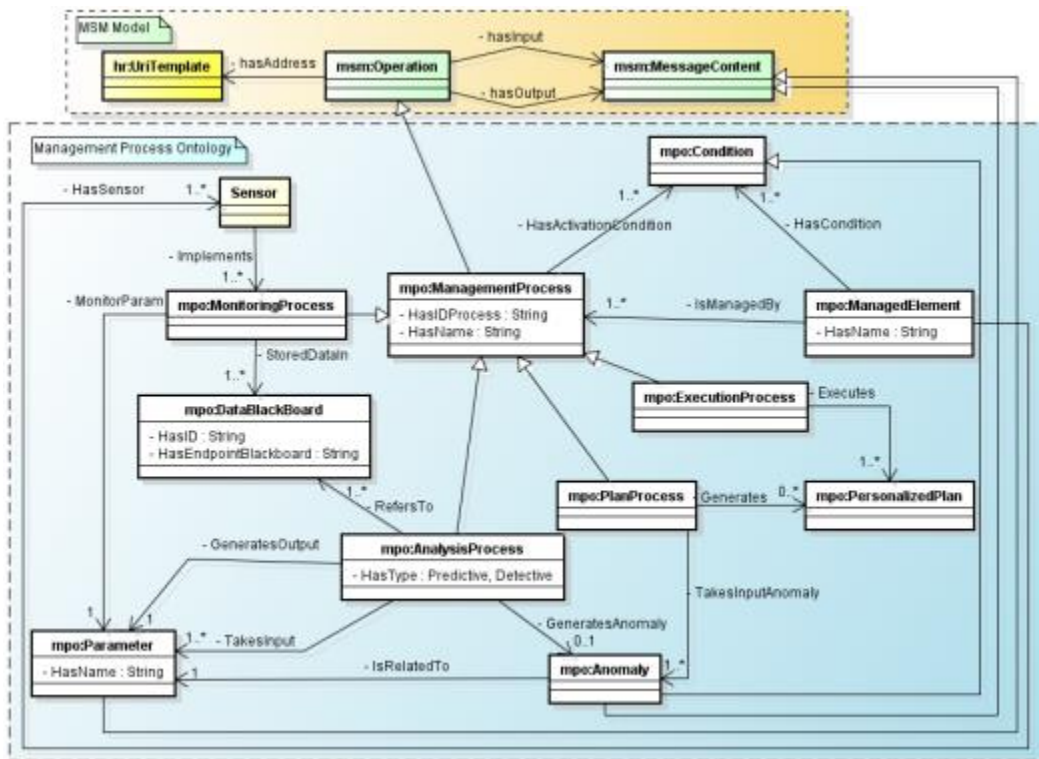 MSM Model
hr:UriTemplate
- hasAddress
msm:Operation
- hasInput
- hasOutput
msm:MessageContent
Management Process Ontology
mpo:Condition
- HasSensor
1..*
Sensor
1..*
1..*
- HasActivationCondition
- HasCondition
- Implements
1..*
- MonitorParam
mpo:MonitoringProcess
mpo:ManagementProcess
- HasIDProcess : String
- HasName : String
1..*
- IsManagedBy
mpo:ManagedElement
- HasName : String
- StoredDataIn
1..*
mpo:DataBlackBoard
- HasID : String
- HasEndpointBlackboard : String
mpo:ExecutionProcess
- Executes
1..*
1..*
- RefersTo
mpo:PlanProcess
- Generates
0..*
mpo:PersonalizedPlan
- GeneratesOutput
mpo:AnalysisProcess
- HasType : Predictive, Detective
- TakesInputAnomaly
1
1
- GeneratesAnomaly
0..1
mpo:Parameter
- HasName : String
1..*
- TakesInput
- IsRelatedTo
1
mpo:Anomaly
1..*